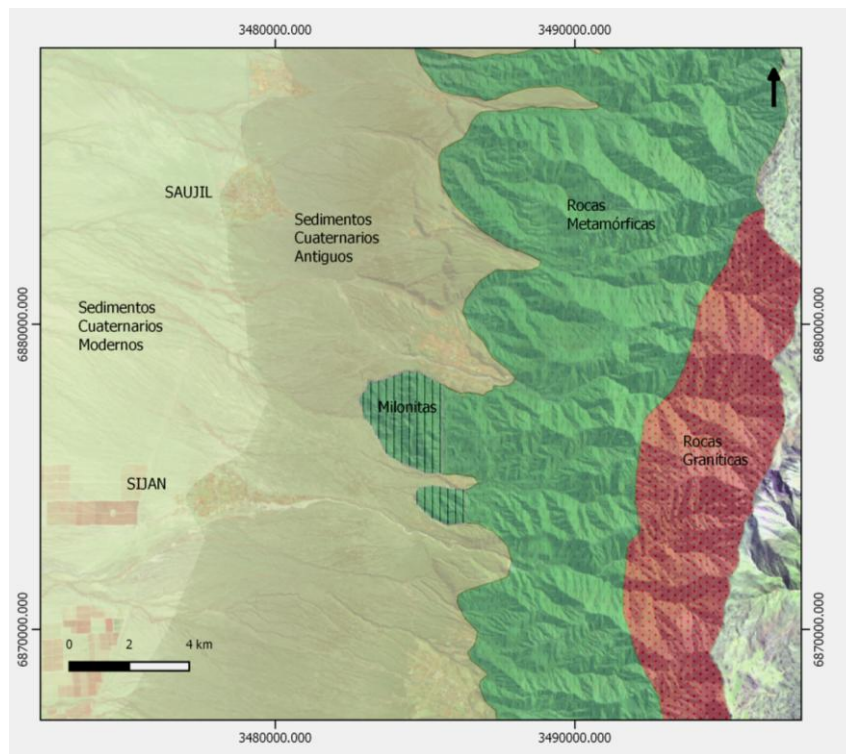 3480000.000
3490000.000
SAUJIL
Sedimentos
Cuaternarios
Antiguos
Rocas
Metamórficas
Sedimentos
Cuaternarios
Modernos
6880000.000
6880000.000
Milonitas
Rocas
Graníticas
SIJAN
6870000.000
6870000.000
0 2 4 km
3480000.000
3490000.000